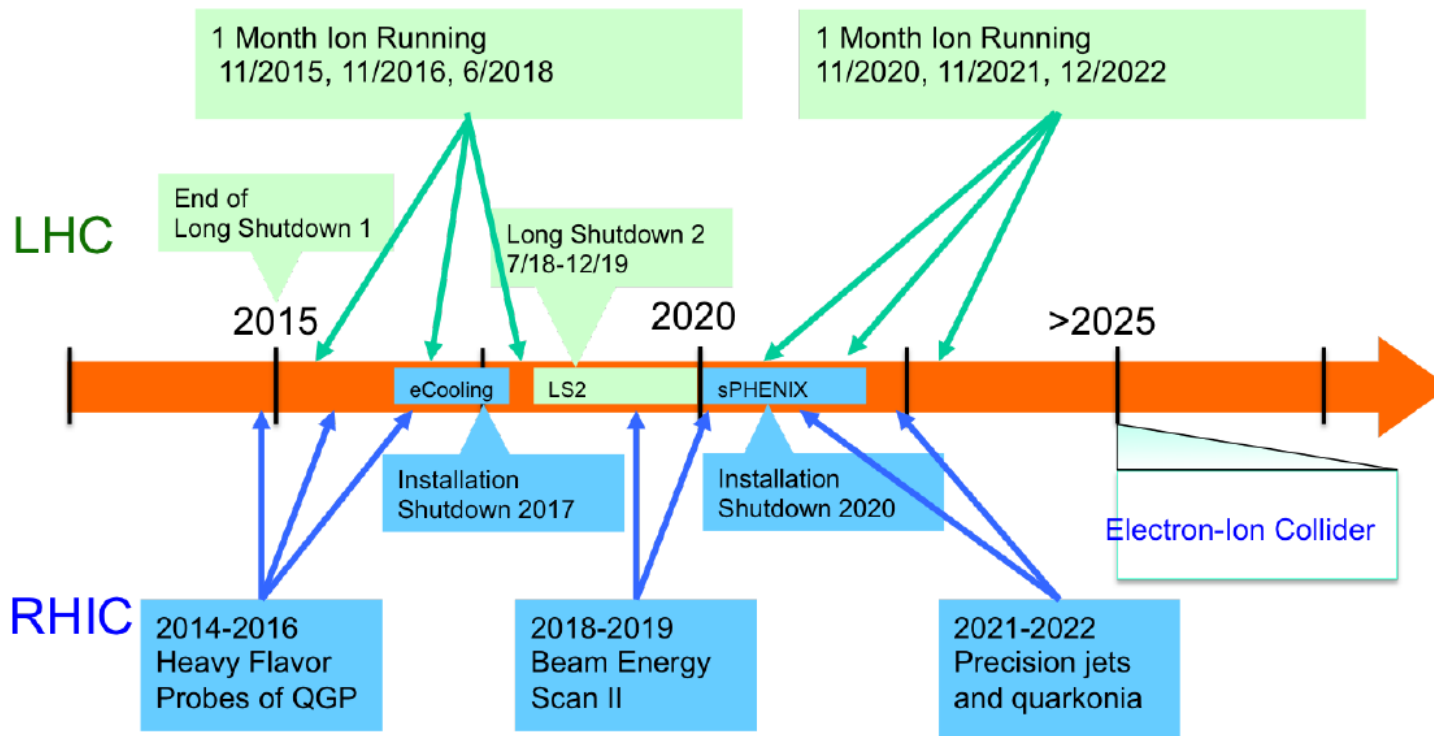 1 Month Ion Running
11/2015, 11/2016, 6/2018
1 Month Ion Running
11/2020, 11/2021, 12/2022
End of
Long Shutdown 1
LHC
Long Shutdown 2
7/18-12/19
2015
2020
>2025
eCooling
LS2
sPHENIX
Installation
Shutdown 2017
Installation
Shutdown 2020
Electron-Ion Collider
RHIC
2014-2016
Heavy Flavor
Probes of QGP
2018-2019
Beam Energy
Scan II
2021-2022
Precision jets
and quarkonia